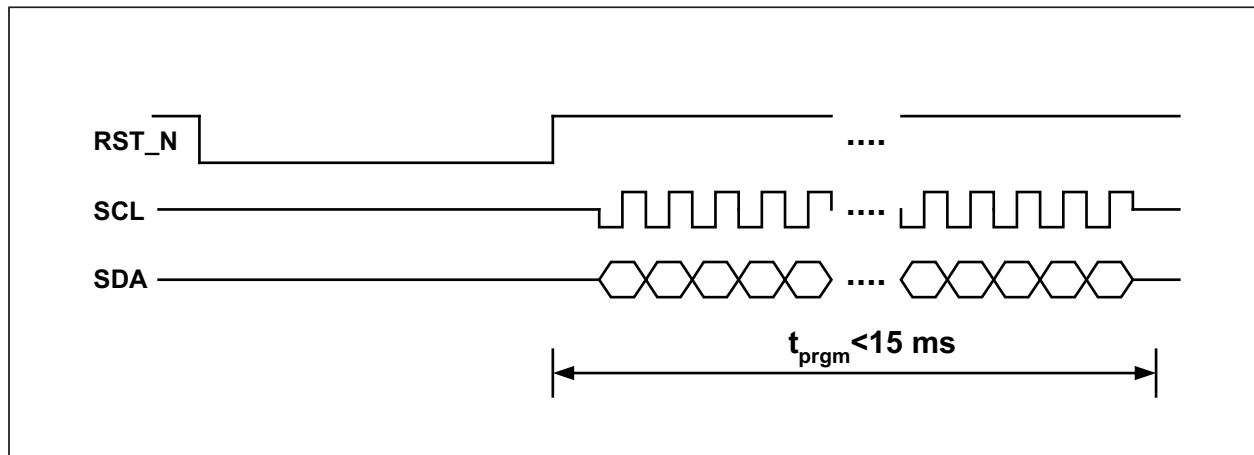 RST_N
....
SCL
....
SDA
....
tprgm<15 ms